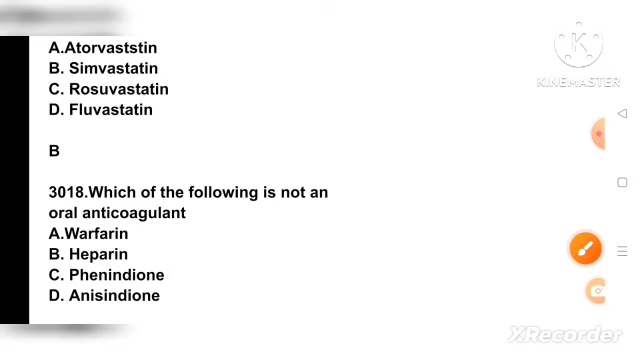 A.Atorvaststin
B. Simvastatin
C. Rosuvastatin
D. Fluvastatin
B
3018.Which of the following is not an
oral anticoagulant
A.Warfarin
B. Heparin
C. Phenindione
D. Anisindione
K
KINEMASTER
XRecorder